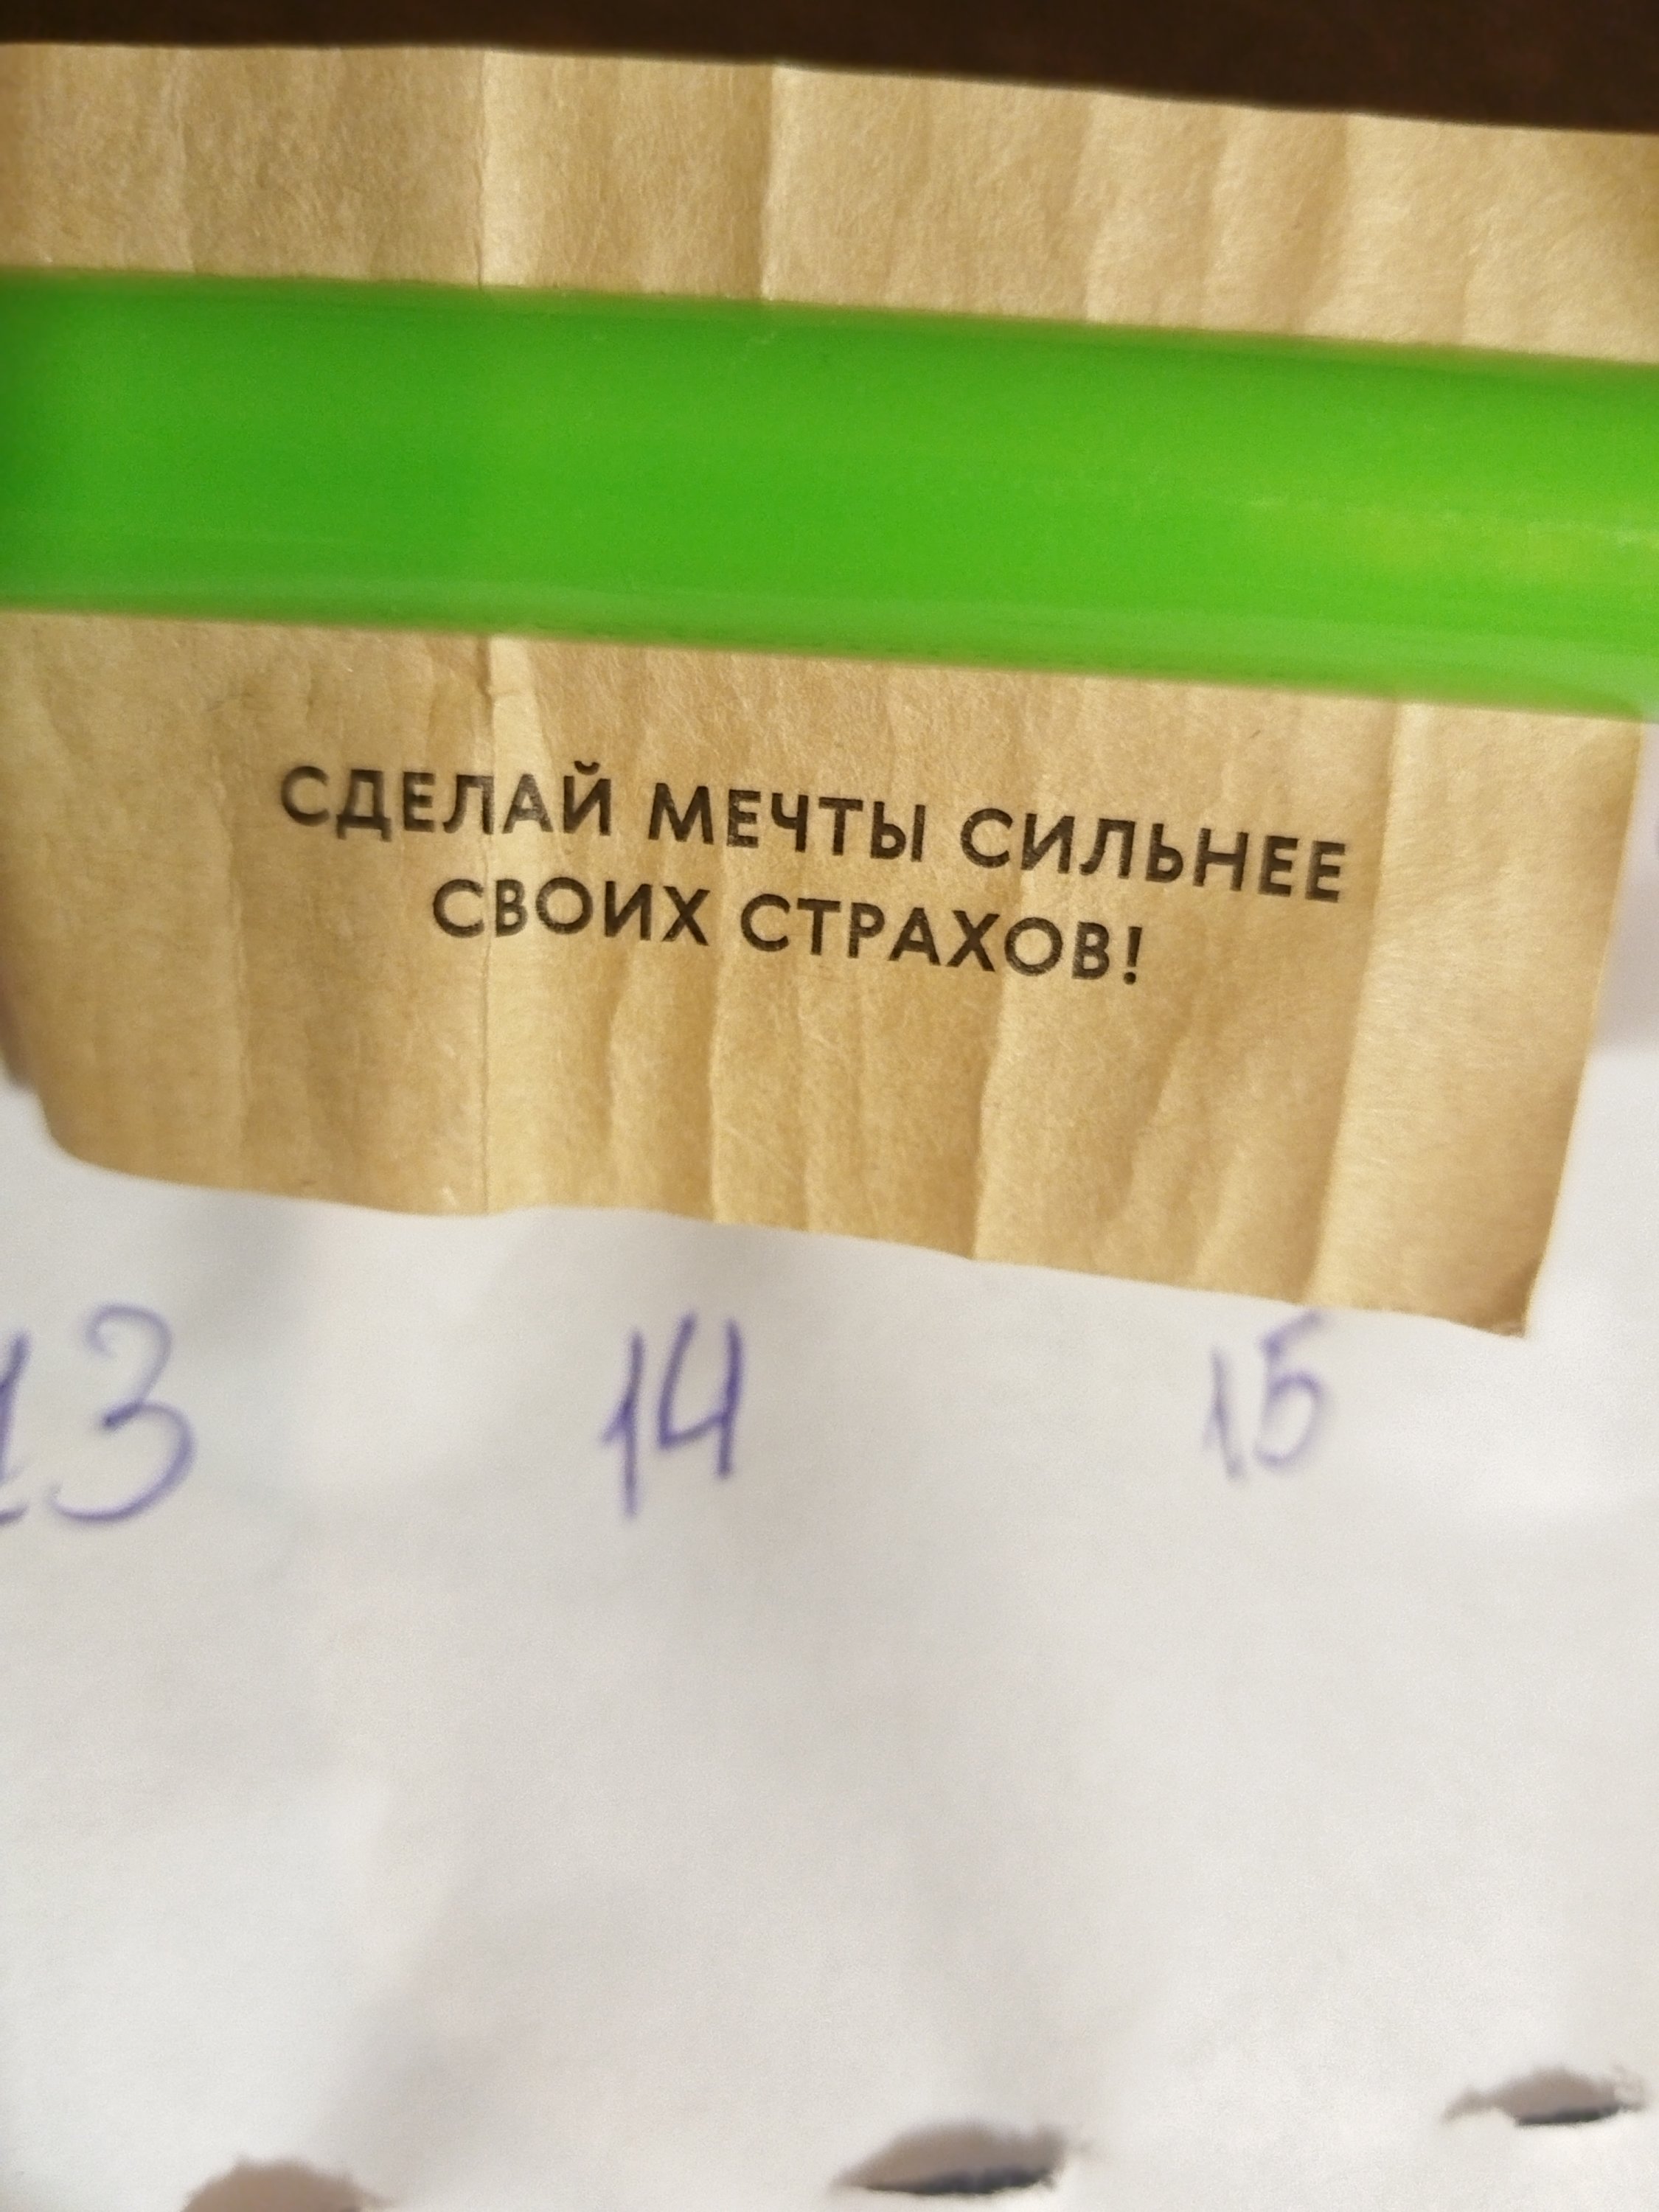 СДЕЛАЙ МЕЧТЫ СИЛЬНЕЕ
СВОИХ СТРАХОВ!
13 14 15